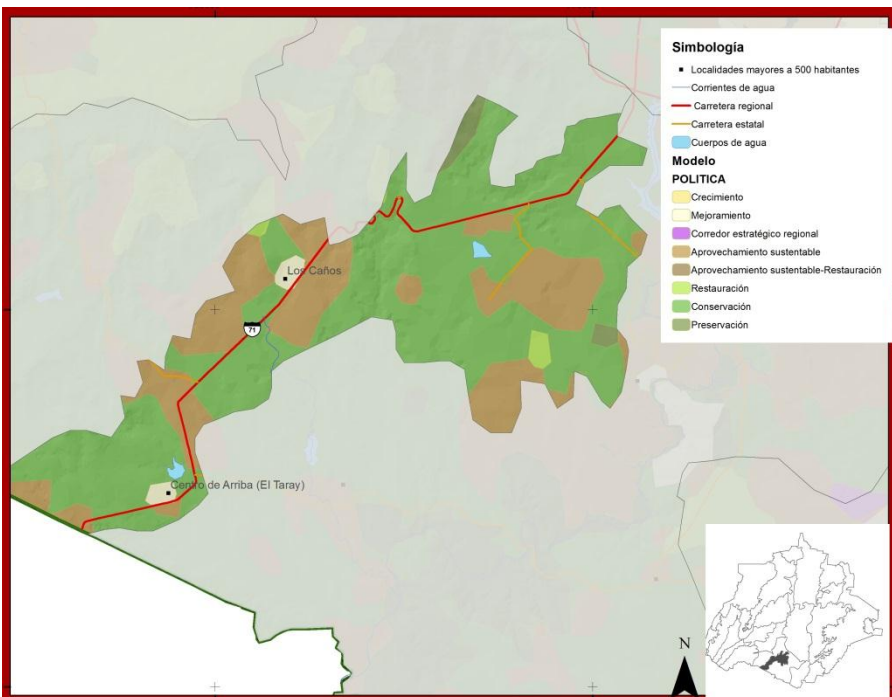 Simbología
Localidades mayores a 500 habitantes
Corrientes de agua
Carretera regional
Carretera estatal
Cuerpos de agua
Modelo
POLITICA
Crecimiento
Mejoramiento
Corredor estratégico regional
Aprovechamiento sustentable
Aprovechamiento sustentable-Restauración
Restauración
Conservación
Preservación
Los Caños
71
Centro de Arriba (El Taray)
N